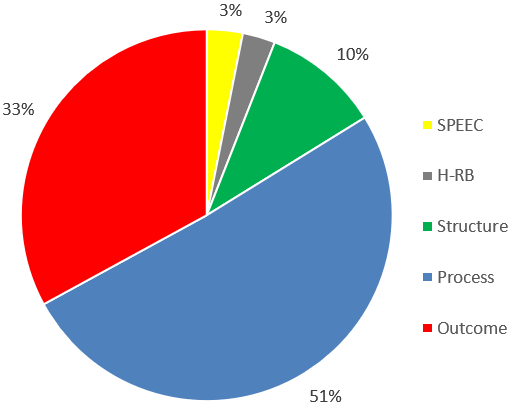 3%
3%
10%
33%
51%
SPEEC
H-RB
Structure
Process
Outcome